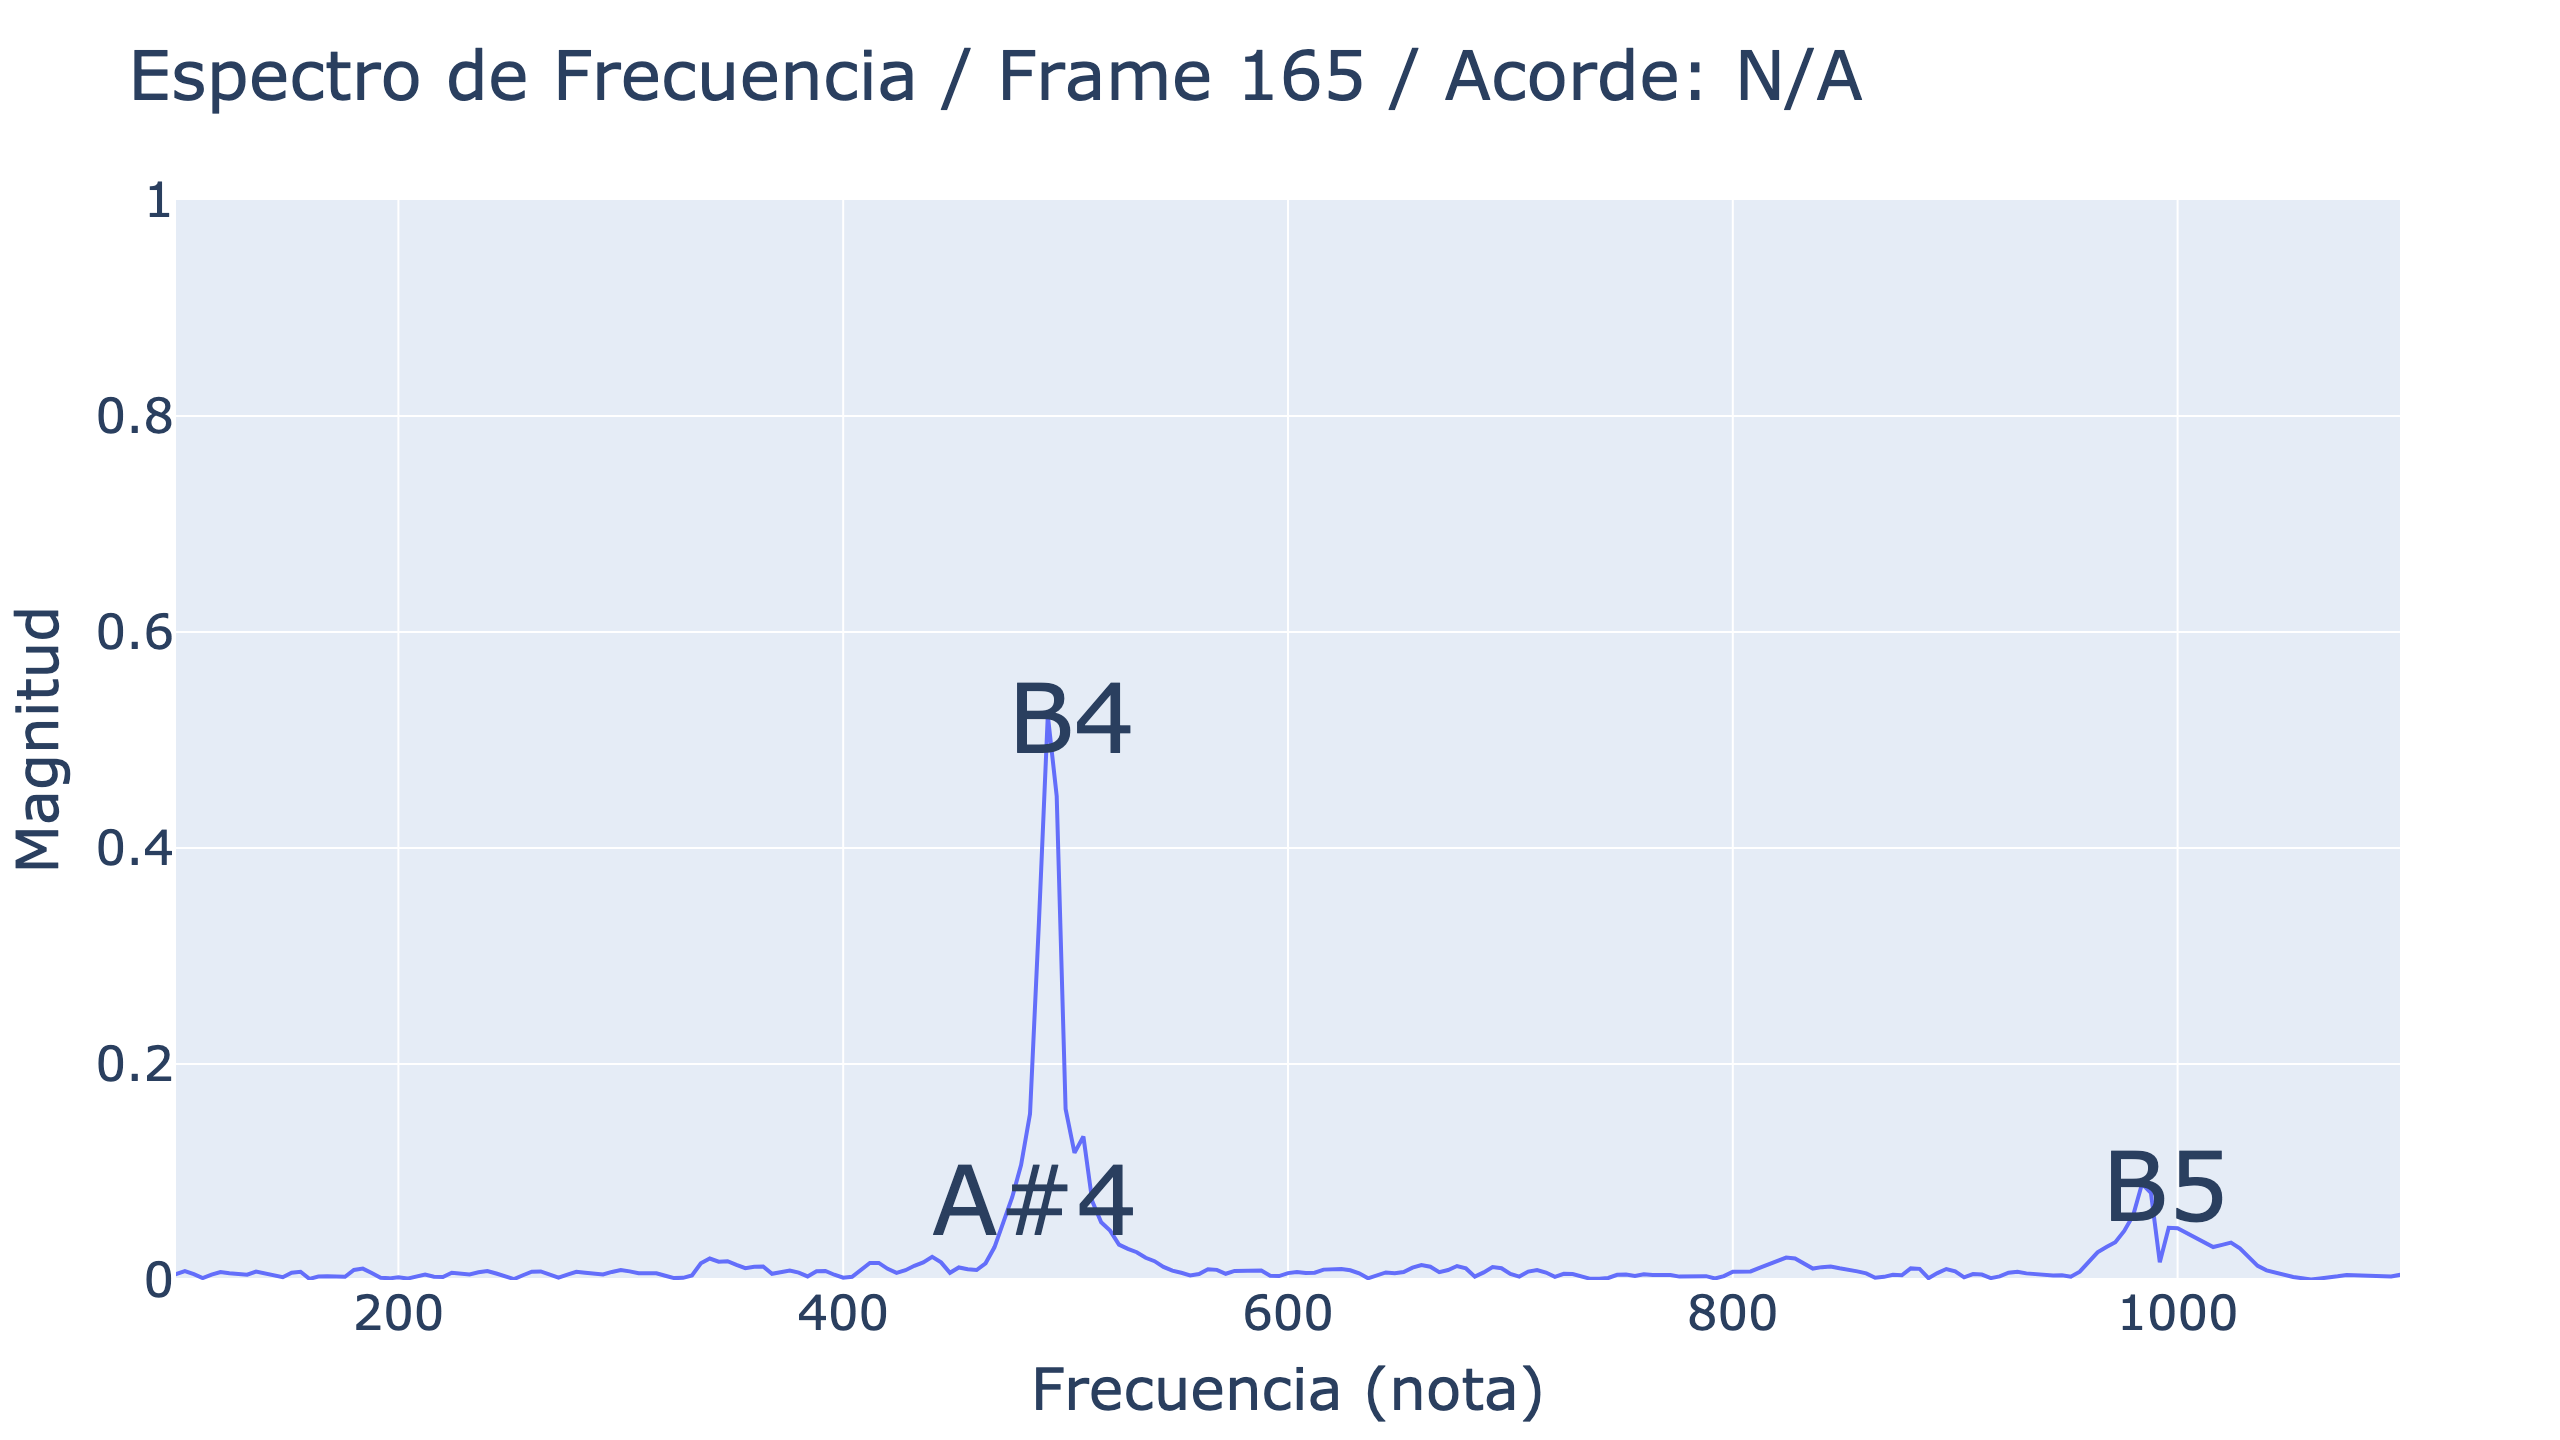 Espectro de Frecuencia / Frame 165 / Acorde: N/A
1
0.8
0.6
0.4
0.2
0
Magnitud
B4
A#4
B5
200 400 600 800 1000
Frecuencia (nota)